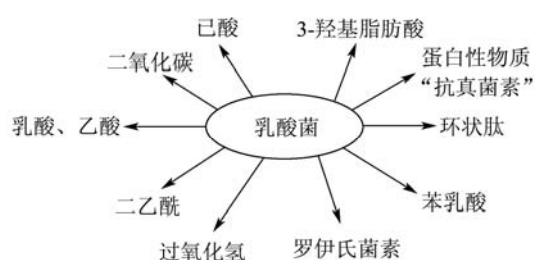 已酸
3-羟基脂肪酸
二氧化碳
蛋白性物质
“抗真菌素”
乳酸、乙酸
乳酸菌
环状肽
二乙酰
苯乳酸
过氧化氢
罗伊氏菌素